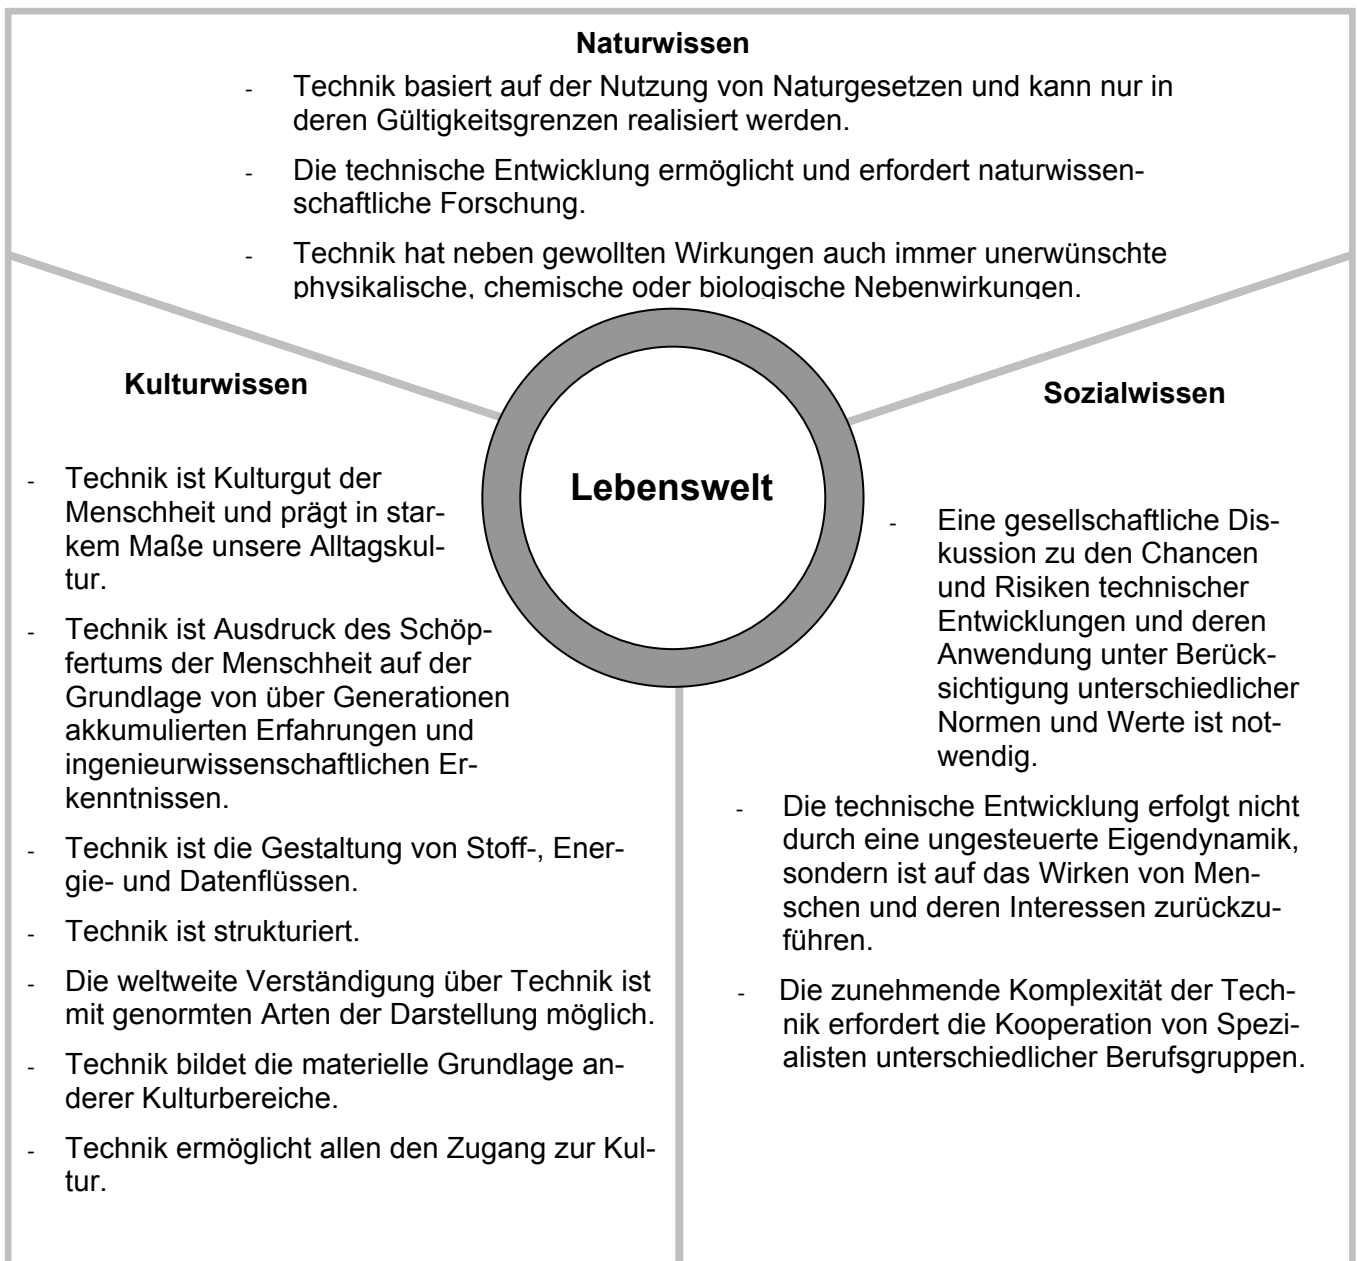 Naturwissen
- Technik basiert auf der Nutzung von Naturgesetzen und kann nur in
deren Gültigkeitsgrenzen realisiert werden.
- Die technische Entwicklung ermöglicht und erfordert naturwissen-
schaftliche Forschung.
- Technik hat neben gewollten Wirkungen auch immer unerwünschte
physikalische, chemische oder biologische Nebenwirkungen.
Kulturwissen
- Technik ist Kulturgut der
Menschheit und prägt in star-
kem Maße unsere Alltagskul-
tur.
- Technik ist Ausdruck des Schöp-
fertums der Menschheit auf der
Grundlage von über Generationen
akkumulierten Erfahrungen und
ingenieurwissenschaftlichen Er-
kenntnissen.
- Technik ist die Gestaltung von Stoff-, Ener-
gie- und Datenflüssen.
- Technik ist strukturiert.
- Die weltweite Verständigung über Technik ist
mit genormten Arten der Darstellung möglich.
- Technik bildet die materielle Grundlage an-
derer Kulturbereiche.
- Technik ermöglicht allen den Zugang zur Kul-
tur.
Lebenswelt
Sozialwissen
- Eine gesellschaftliche Dis-
kussion zu den Chancen
und Risiken technischer
Entwicklungen und deren
Anwendung unter Berück-
sichtigung unterschiedlicher
Normen und Werte ist not-
wendig.
- Die technische Entwicklung erfolgt nicht
durch eine ungesteuerte Eigendynamik,
sondern ist auf das Wirken von Men-
schen und deren Interessen zurückzu-
führen.
- Die zunehmende Komplexität der Tech-
nik erfordert die Kooperation von Spezi-
alisten unterschiedlicher Berufsgruppen.